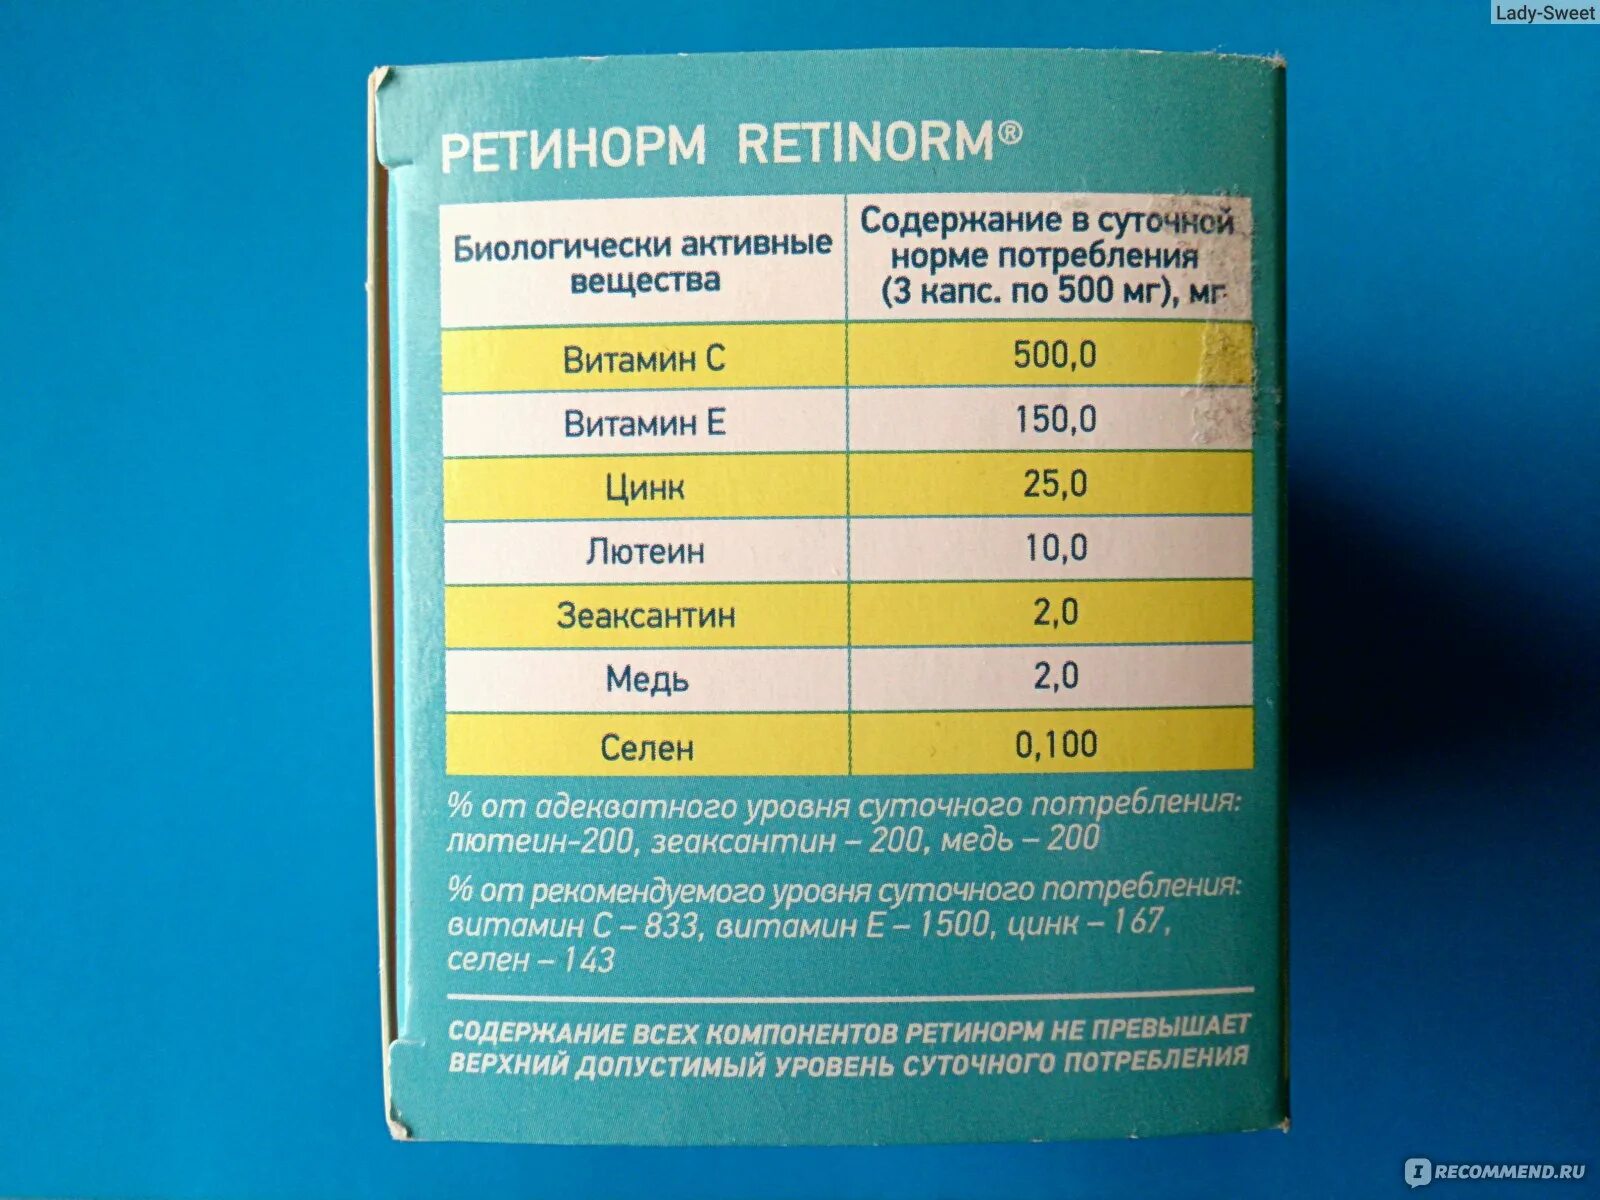 Lady-Sweet
РЕТИНОРМ RETINORM®
Биологически активные
вещества
Содержание в суточной
норме потребления
(3 капс. по 500 мг), мг
Витамин С 500,0
Витамин Е 150,0
Цинк 25,0
Лютеин 10,0
Зеаксантин 2,0
Медь 2,0
Селен 0,100
% от адекватного уровня суточного потребления:
лютеин-200, зеаксантин – 200, медь – 200
% от рекомендуемого уровня суточного потребления:
витамин С – 833, витамин Е – 1500, цинк – 167,
селен – 143
СОДЕРЖАНИЕ ВСЕХ КОМПОНЕНТОВ РЕТИНОРМ НЕ ПРЕВЫШАЕТ
ВЕРХНИЙ ДОПУСТИМЫЙ УРОВЕНЬ СУТОЧНОГО ПОТРЕБЛЕНИЯ
IRECOMMEND.RU